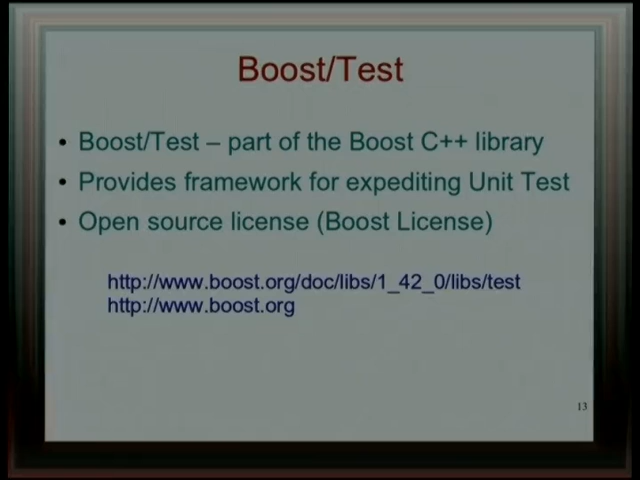 Boost/Test
• Boost/Test – part of the Boost C++ library
• Provides framework for expediting Unit Test
• Open source license (Boost License)
http://www.boost.org/doc/libs/1_42_0/libs/test
http://www.boost.org
13